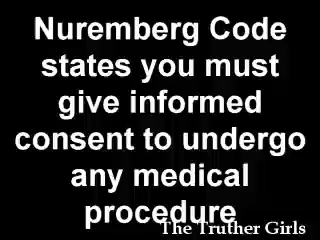 Nuremberg Code
states you must
give informed
consent to undergo
any medical
procedure
The Truther Girls